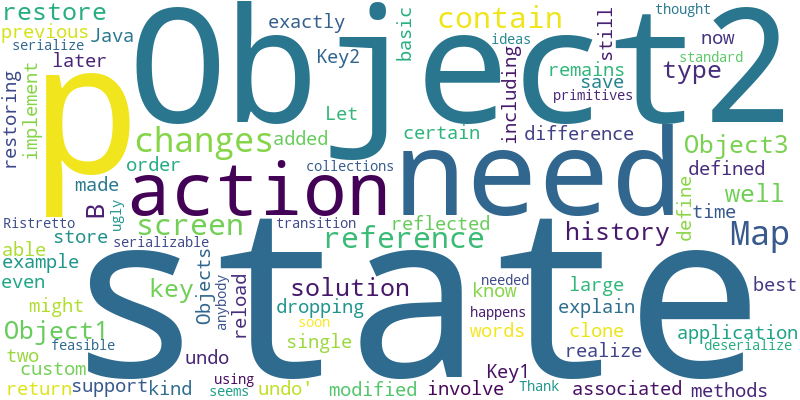 restore
previous
Java
serialize
later
restoring
implement
p
Object2
exactly
Key2
Let
contain
basic
including
ideas
still
thought
now
standard
remains
save
type
primitives
certain
difference
changes
added
order
made
B
ugly
action
collections
need
Object3
defined
well
define
time
Ristretto
store
screen
transition
reflected
reference
history
Map
able
serializable
example
even
key
Objects
anybody
reload
solution
know
needed
large
explain
best
might
dropping
happens
soon
words
clone
application
Object1
feasible
single
realize
deserialize
two
custom
undo
state
return
support
kind
using
seems
undo'
modified
involve
Key1
Thank
associated
methods